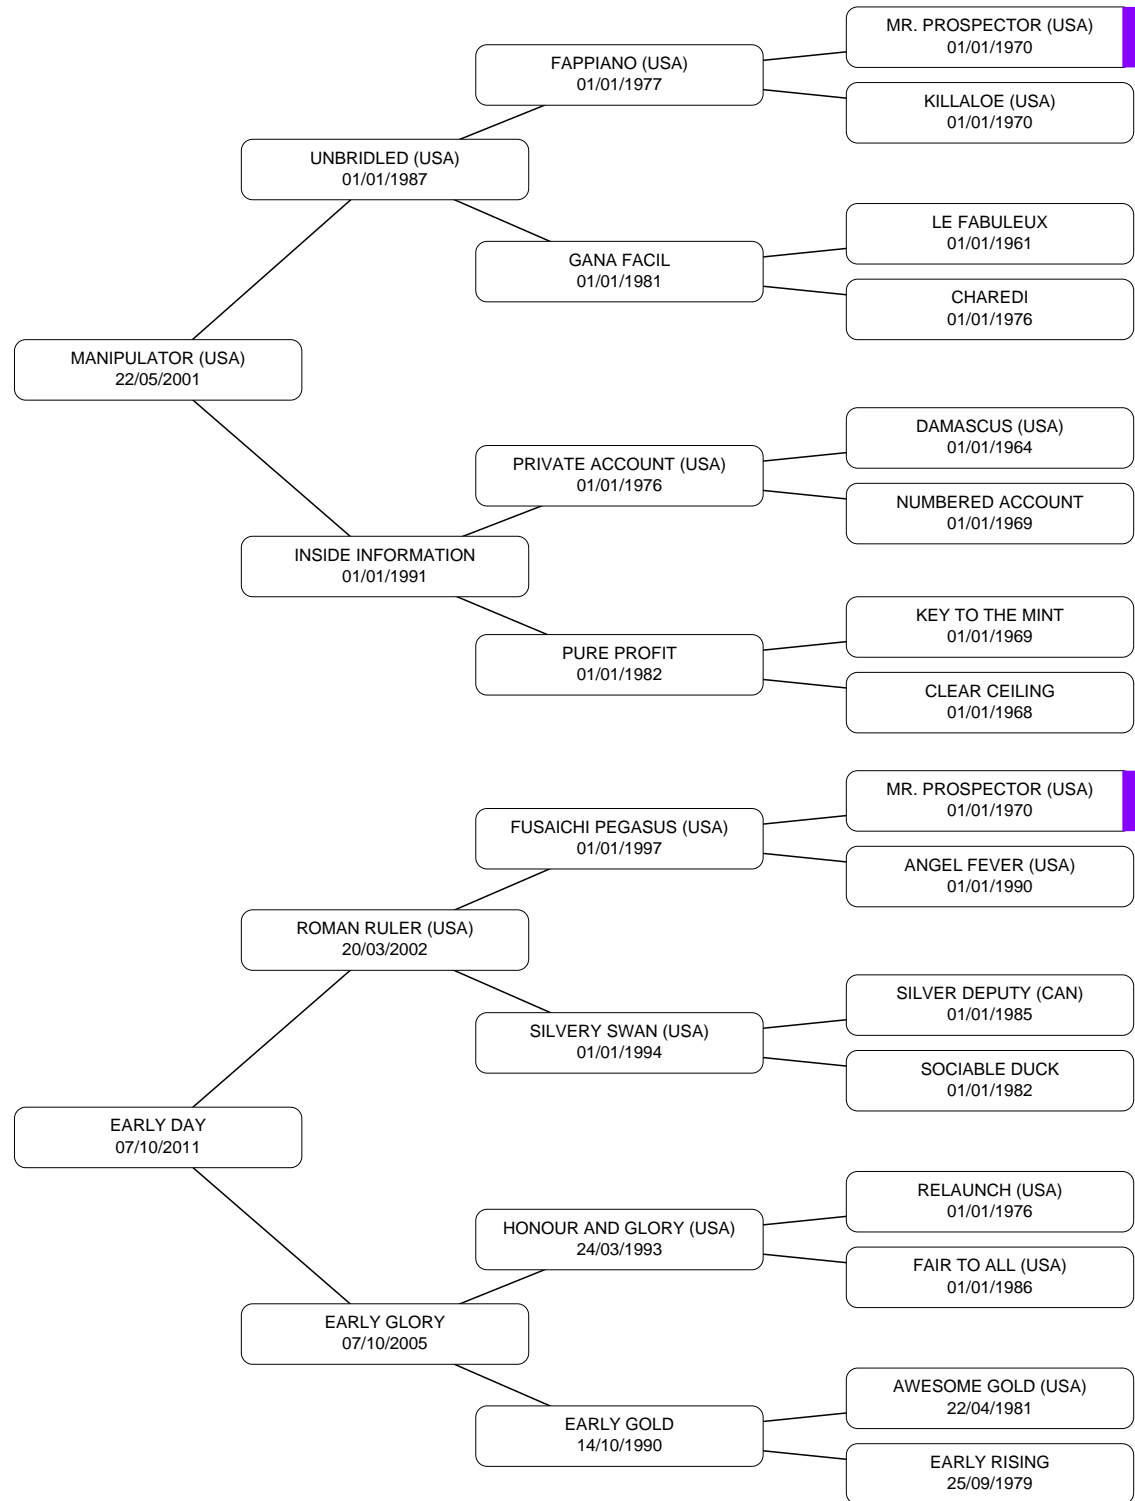 MR. PROSPECTOR (USA)
01/01/1970
FAPPIANO (USA)
01/01/1977
KILLALOE (USA)
01/01/1970
UNBRIDLED (USA)
01/01/1987
LE FABULEUX
01/01/1961
GANA FACIL
01/01/1981
CHAREDI
01/01/1976
MANIPULATOR (USA)
22/05/2001
DAMASCUS (USA)
01/01/1964
PRIVATE ACCOUNT (USA)
01/01/1976
NUMBERED ACCOUNT
01/01/1969
INSIDE INFORMATION
01/01/1991
KEY TO THE MINT
01/01/1969
PURE PROFIT
01/01/1982
CLEAR CEILING
01/01/1968
MR. PROSPECTOR (USA)
01/01/1970
FUSAICHI PEGASUS (USA)
01/01/1997
ANGEL FEVER (USA)
01/01/1990
ROMAN RULER (USA)
20/03/2002
SILVER DEPUTY (CAN)
01/01/1985
SILVERY SWAN (USA)
01/01/1994
SOCIABLE DUCK
01/01/1982
EARLY DAY
07/10/2011
RELAUNCH (USA)
01/01/1976
HONOUR AND GLORY (USA)
24/03/1993
FAIR TO ALL (USA)
01/01/1986
EARLY GLORY
07/10/2005
AWESOME GOLD (USA)
22/04/1981
EARLY GOLD
14/10/1990
EARLY RISING
25/09/1979